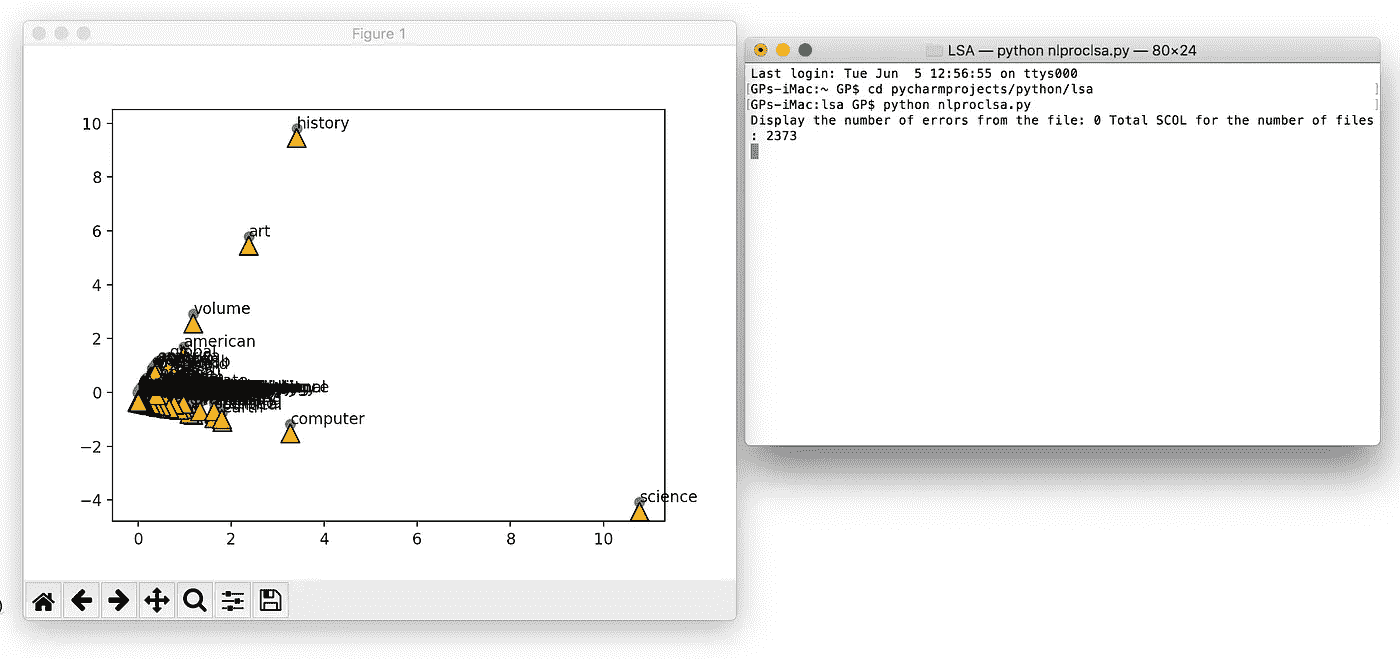 Figure 1
10
8
6
4
2
0
−2
−4
history
art
volume
american
global
earth
computer
science
0 2 4 6 8 10
LSA — python nlproclsa.py — 80×24
Last login: Tue Jun  5 12:56:55 on ttys000
[GPs-iMac:~ GP$ cd pycharmprojects/python/lsa ]
[GPs-iMac:lsa GP$ python nlproclsa.py ]
Display the number of errors from the file: 0 Total SCOL for the number of files
: 2373